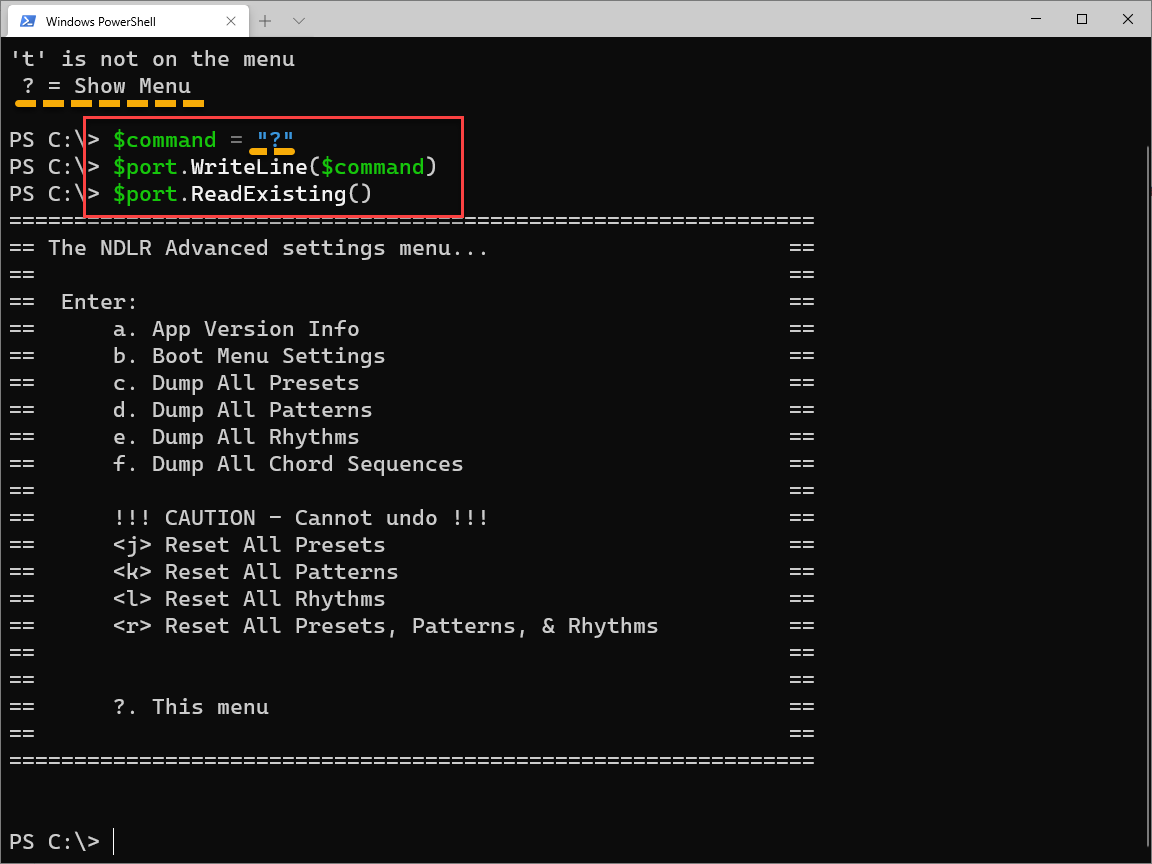 Windows PowerShell
't' is not on the menu
 ? = Show Menu
PS C:\> $command = "?"
PS C:\> $port.WriteLine($command)
PS C:\> $port.ReadExisting()
==============================================================
== The NDLR Advanced settings menu...                       ==
==                                                          ==
==  Enter:                                                  ==
==      a. App Version Info                                 ==
==      b. Boot Menu Settings                               ==
==      c. Dump All Presets                                 ==
==      d. Dump All Patterns                                ==
==      e. Dump All Rhythms                                 ==
==      f. Dump All Chord Sequences                         ==
==                                                          ==
==      !!! CAUTION - Cannot undo !!!                       ==
==      <j> Reset All Presets                               ==
==      <k> Reset All Patterns                              ==
==      <l> Reset All Rhythms                               ==
==      <r> Reset All Presets, Patterns, & Rhythms          ==
==                                                          ==
==                                                          ==
==      ?. This menu                                        ==
==                                                          ==
==============================================================
PS C:\>